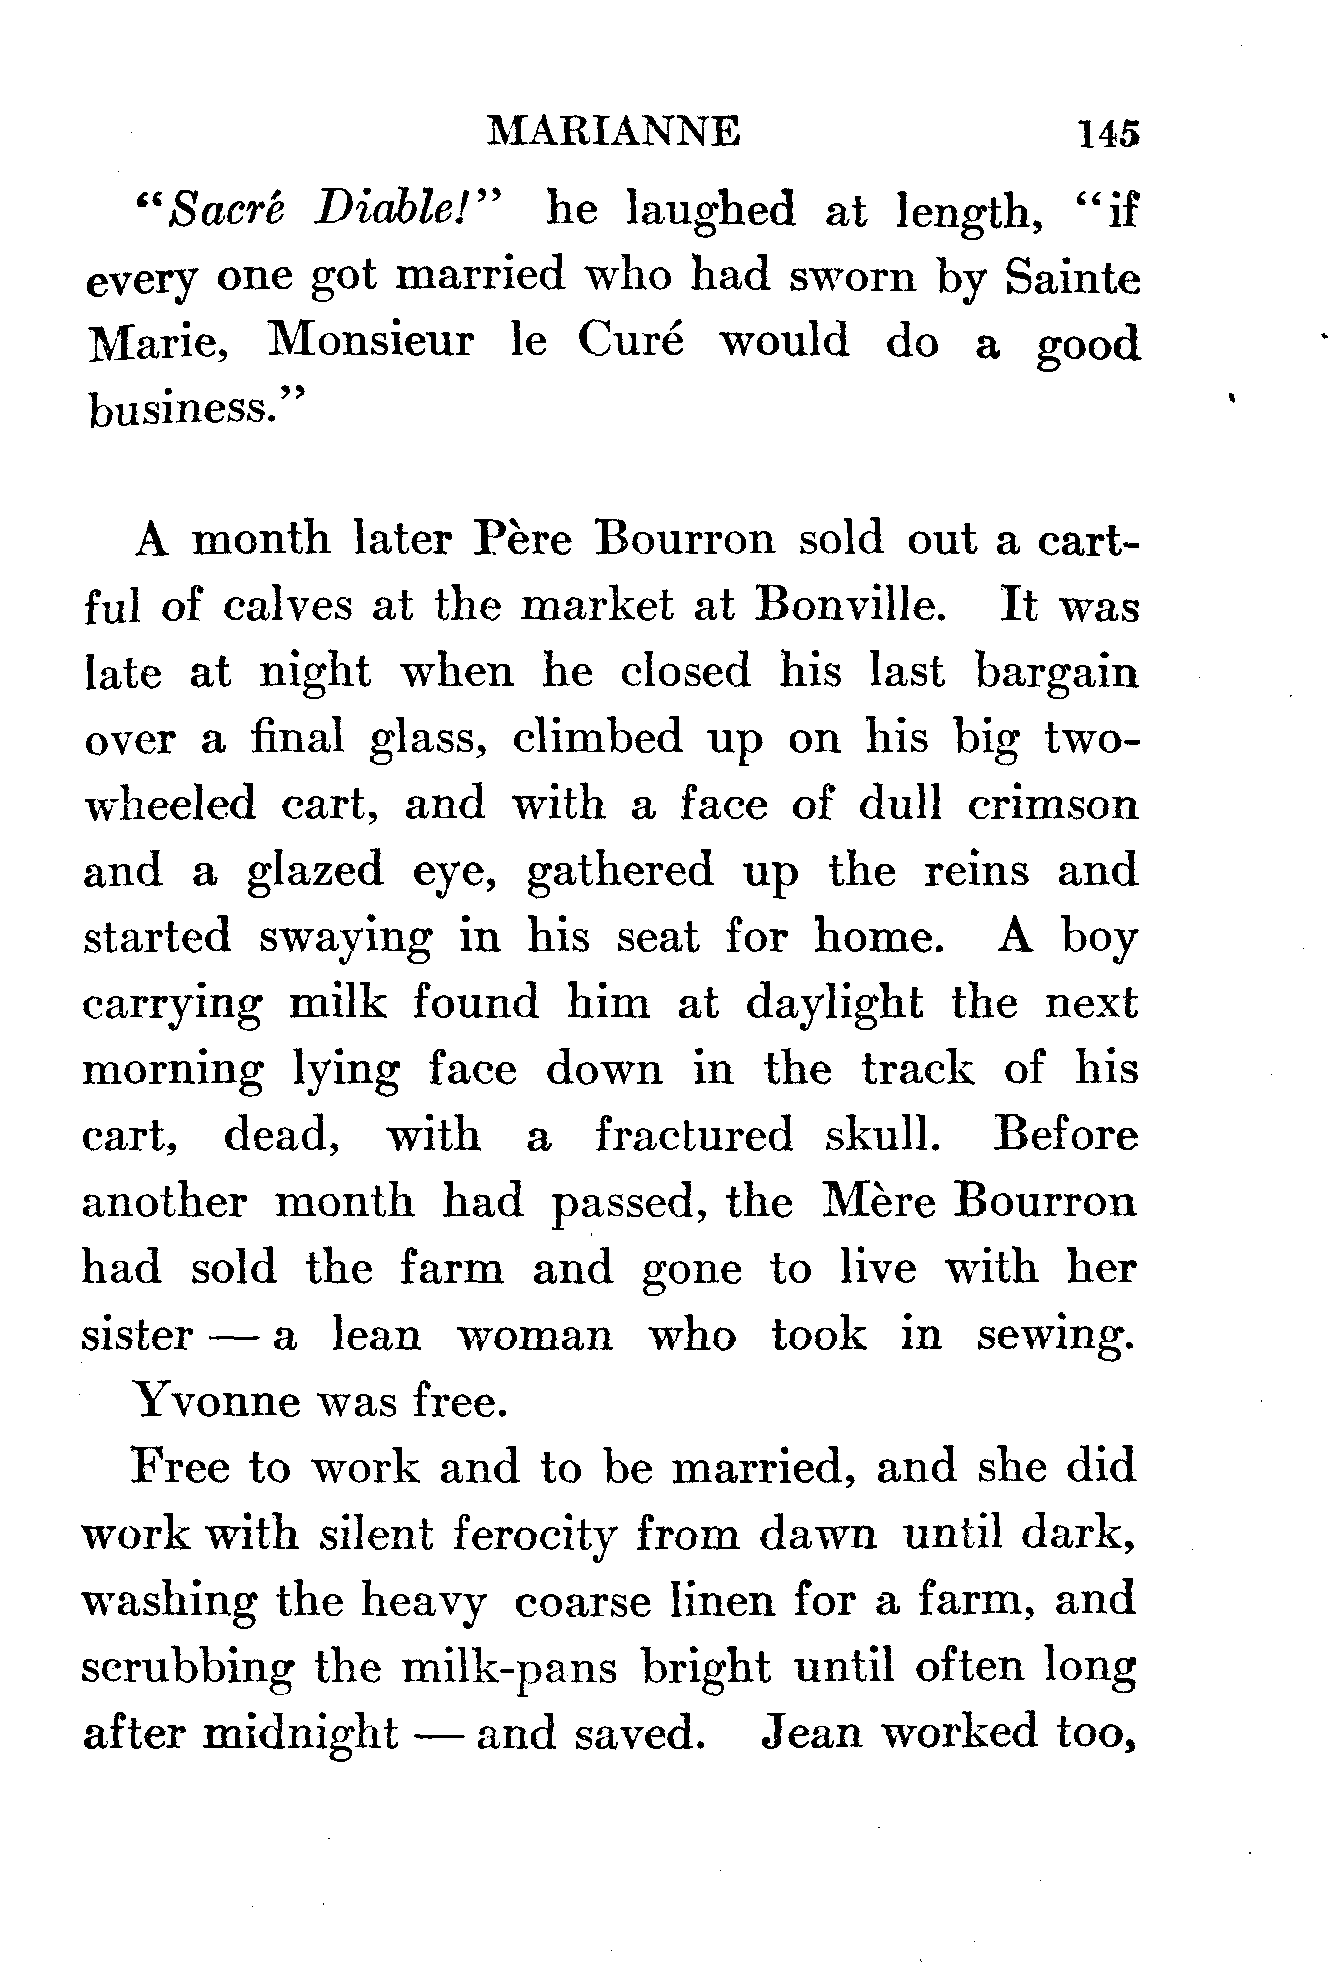 MARIANNE 145
“Sacré Diable!” he laughed at length, “if
every one got married who had sworn by Sainte
Marie, Monsieur le Curé would do a good
business.”
A month later Père Bourron sold out a cart-
ful of calves at the market at Bonville. It was
late at night when he closed his last bargain
over a final glass, climbed up on his big two-
wheeled cart, and with a face of dull crimson
and a glazed eye, gathered up the reins and
started swaying in his seat for home. A boy
carrying milk found him at daylight the next
morning lying face down in the track of his
cart, dead, with a fractured skull. Before
another month had passed, the Mère Bourron
had sold the farm and gone to live with her
sister — a lean woman who took in sewing.
Yvonne was free.
Free to work and to be married, and she did
work with silent ferocity from dawn until dark,
washing the heavy coarse linen for a farm, and
scrubbing the milk-pans bright until often long
after midnight — and saved. Jean worked too,